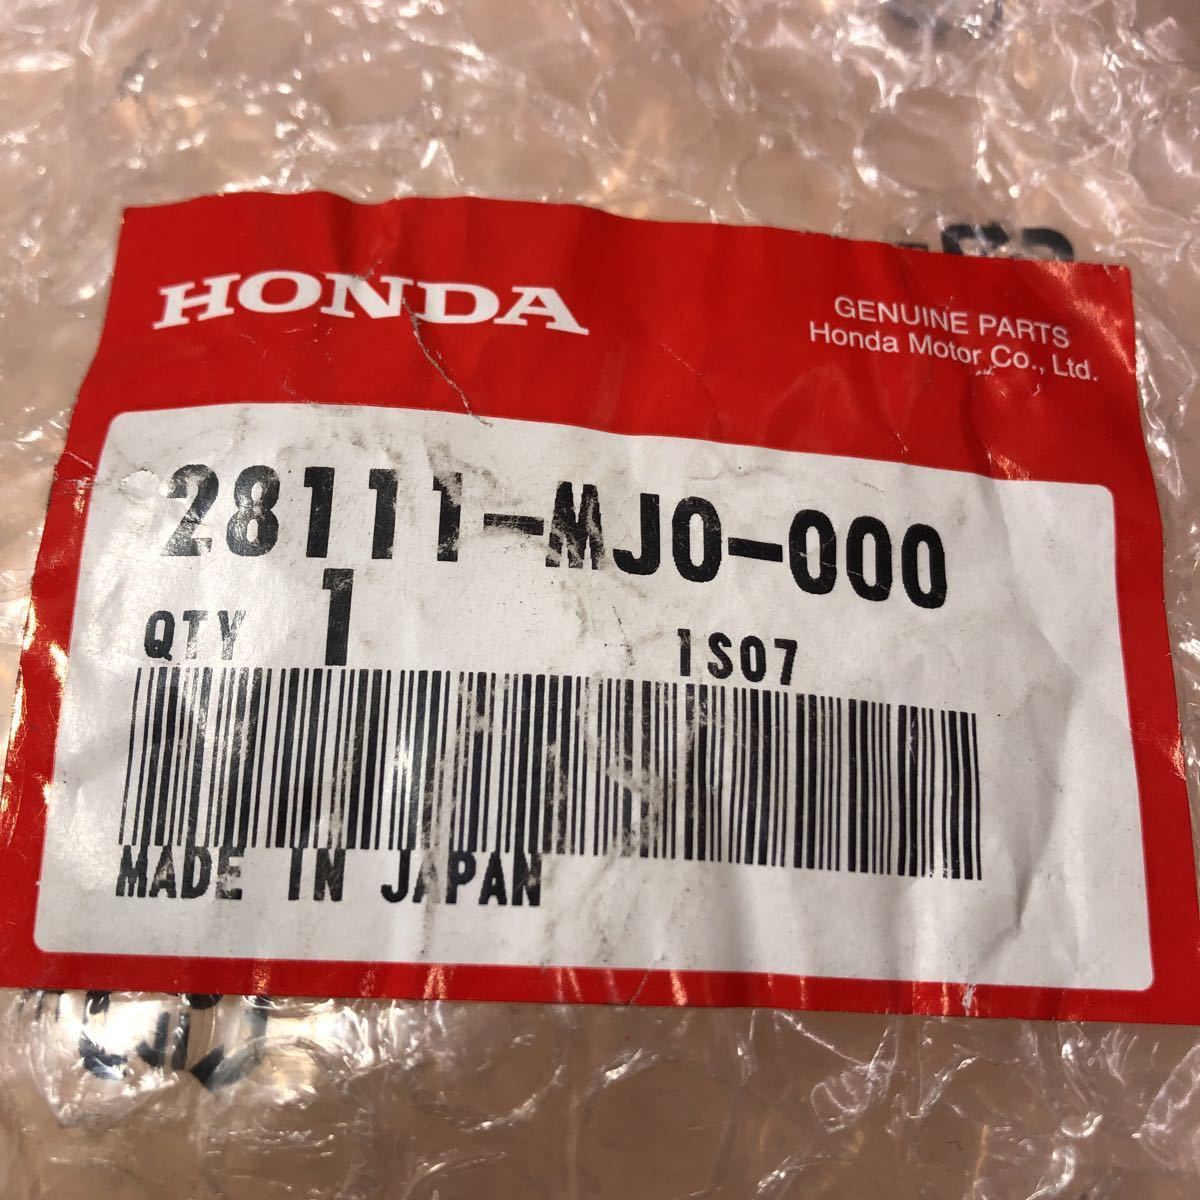 HONDA
GENUINE PARTS
Honda Motor Co., Ltd.
28111-MJ0-000
QTY 1 1S07
MADE IN JAPAN